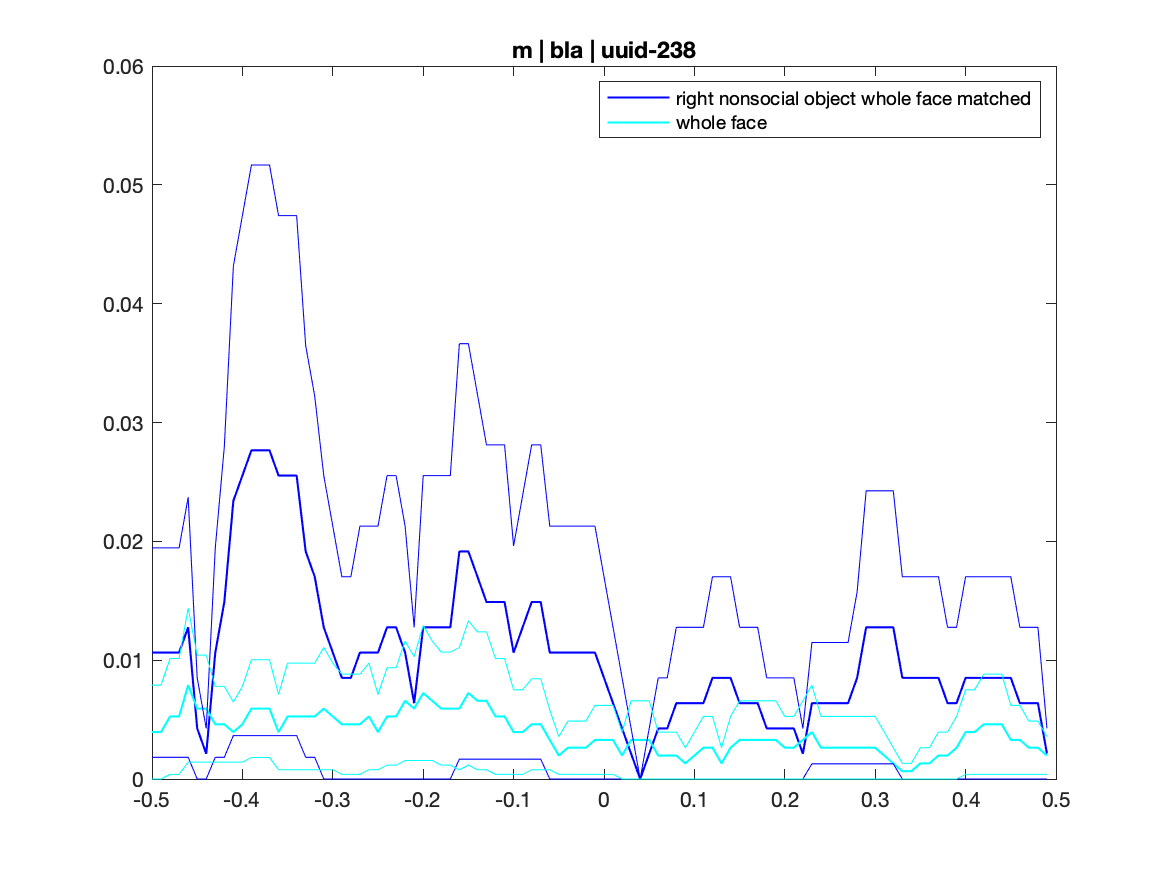 m | bla | uuid-238
right nonsocial object whole face matched
whole face
0.06
0.05
0.04
0.03
0.02
0.01
0
-0.5 -0.4 -0.3 -0.2 -0.1 0 0.1 0.2 0.3 0.4 0.5